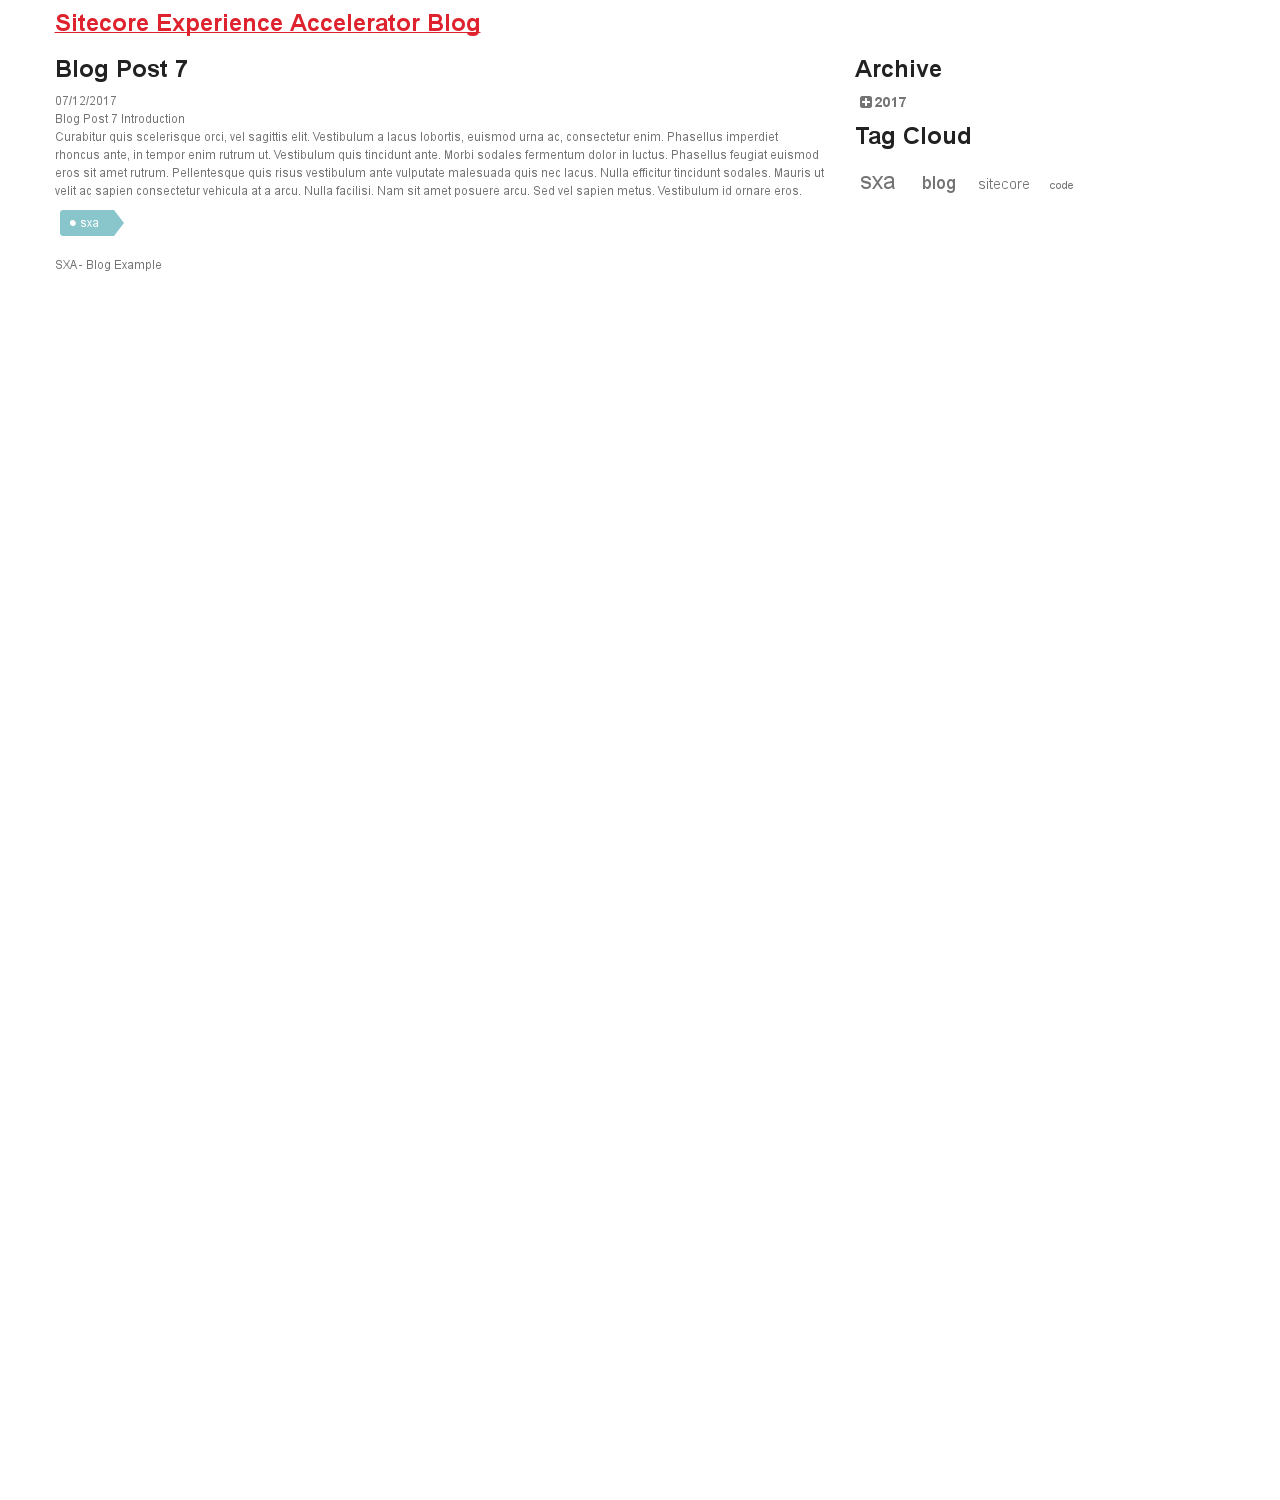 Sitecore Experience Accelerator Blog
Blog Post 7
07/12/2017
Blog Post 7 Introduction
Curabitur quis scelerisque orci, vel sagittis elit. Vestibulum a lacus lobortis, euismod urna ac, consectetur enim. Phasellus imperdiet
rhoncus ante, in tempor enim rutrum ut. Vestibulum quis tincidunt ante. Morbi sodales fermentum dolor in luctus. Phasellus feugiat euismod
eros sit amet rutrum. Pellentesque quis risus vestibulum ante vulputate malesuada quis nec lacus. Nulla efficitur tincidunt sodales. Mauris ut
velit ac sapien consectetur vehicula at a arcu. Nulla facilisi. Nam sit amet posuere arcu. Sed vel sapien metus. Vestibulum id ornare eros.
sxa
SXA- Blog Example
Archive
2017
Tag Cloud
sxa blog sitecore code